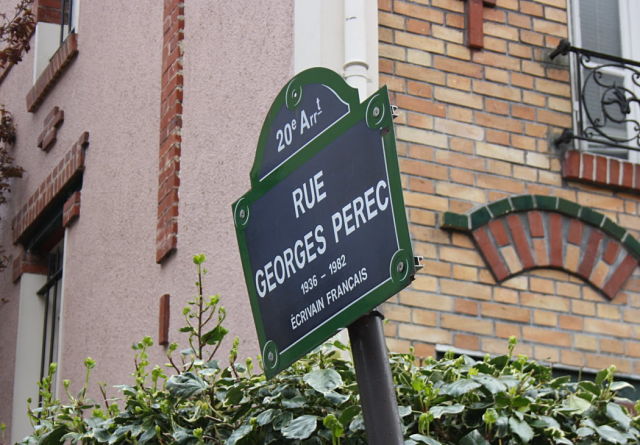 20e Arrt
RUE
GEORGES PEREC
1936 - 1982
ÉCRIVAIN FRANÇAIS